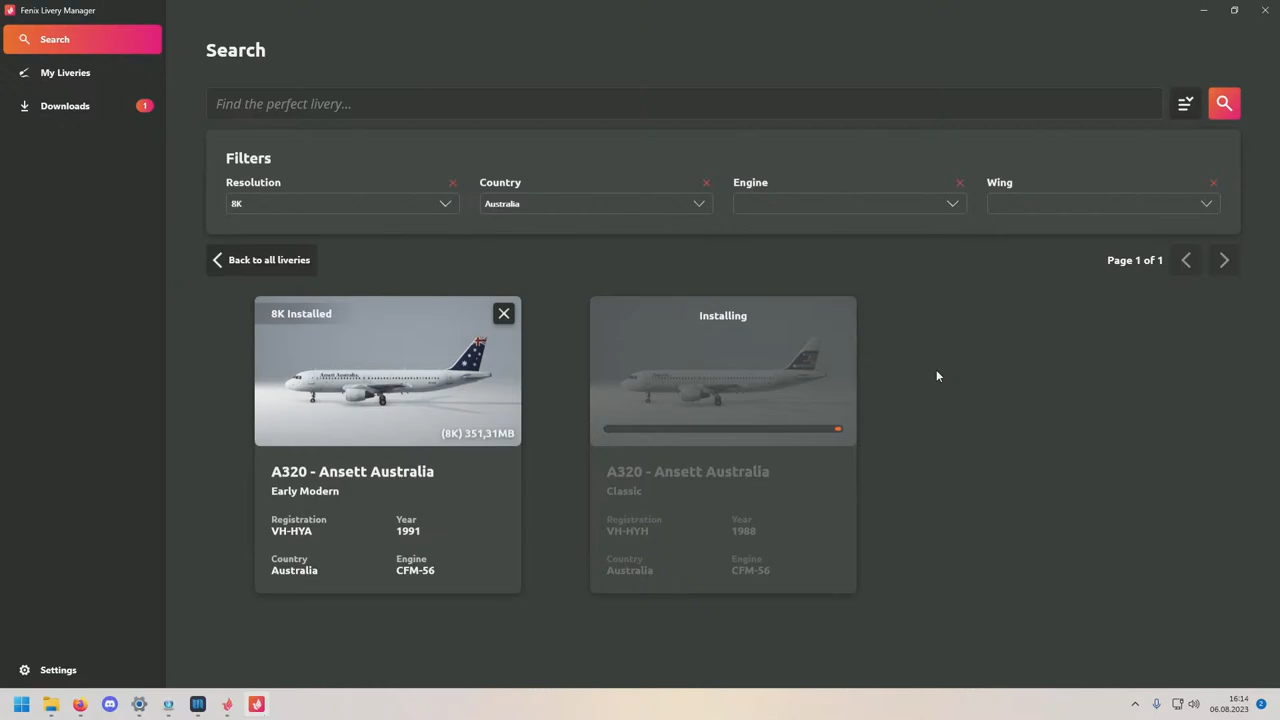 Fenix Livery Manager
Search
My Liveries
Downloads
1
Settings
Search
Find the perfect livery...
Filters
Resolution
8K
Country
Australia
Engine
Wing
Back to all liveries
Page 1 of 1
8K Installed
(8K) 351,31MB
A320 - Ansett Australia
Early Modern
Registration Year
VH-HYA 1991
Country Engine
Australia CFM-56
Installing
A320 - Ansett Australia
Classic
Registration Year
VH-HYH 1988
Country Engine
Australia CFM-56
16:14
06.08.2023
2